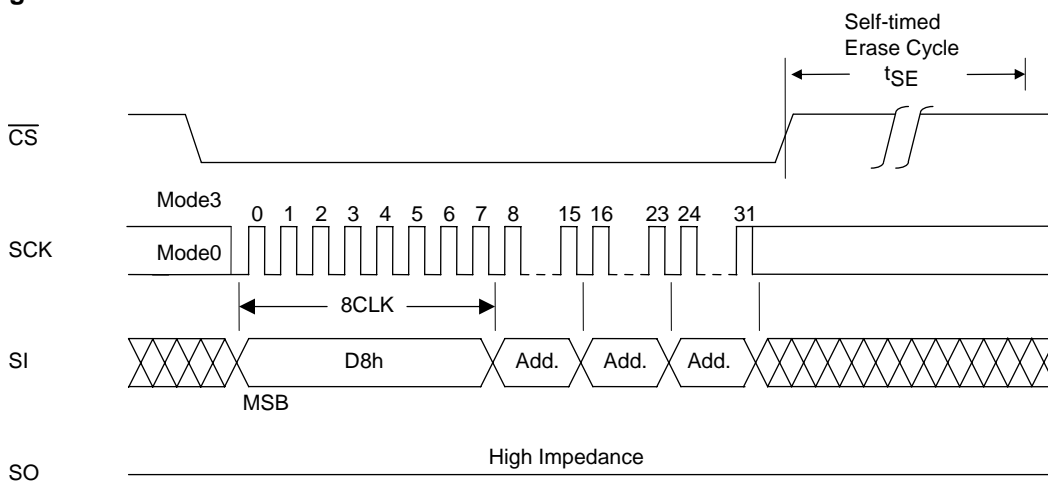 Self-timed
Erase Cycle
tSE
CS
Mode3
0 1 2 3 4 5 6 7 8 15 16 23 24 31
SCK
Mode0
8CLK
SI
D8h
Add.
Add.
Add.
MSB
High Impedance
SO